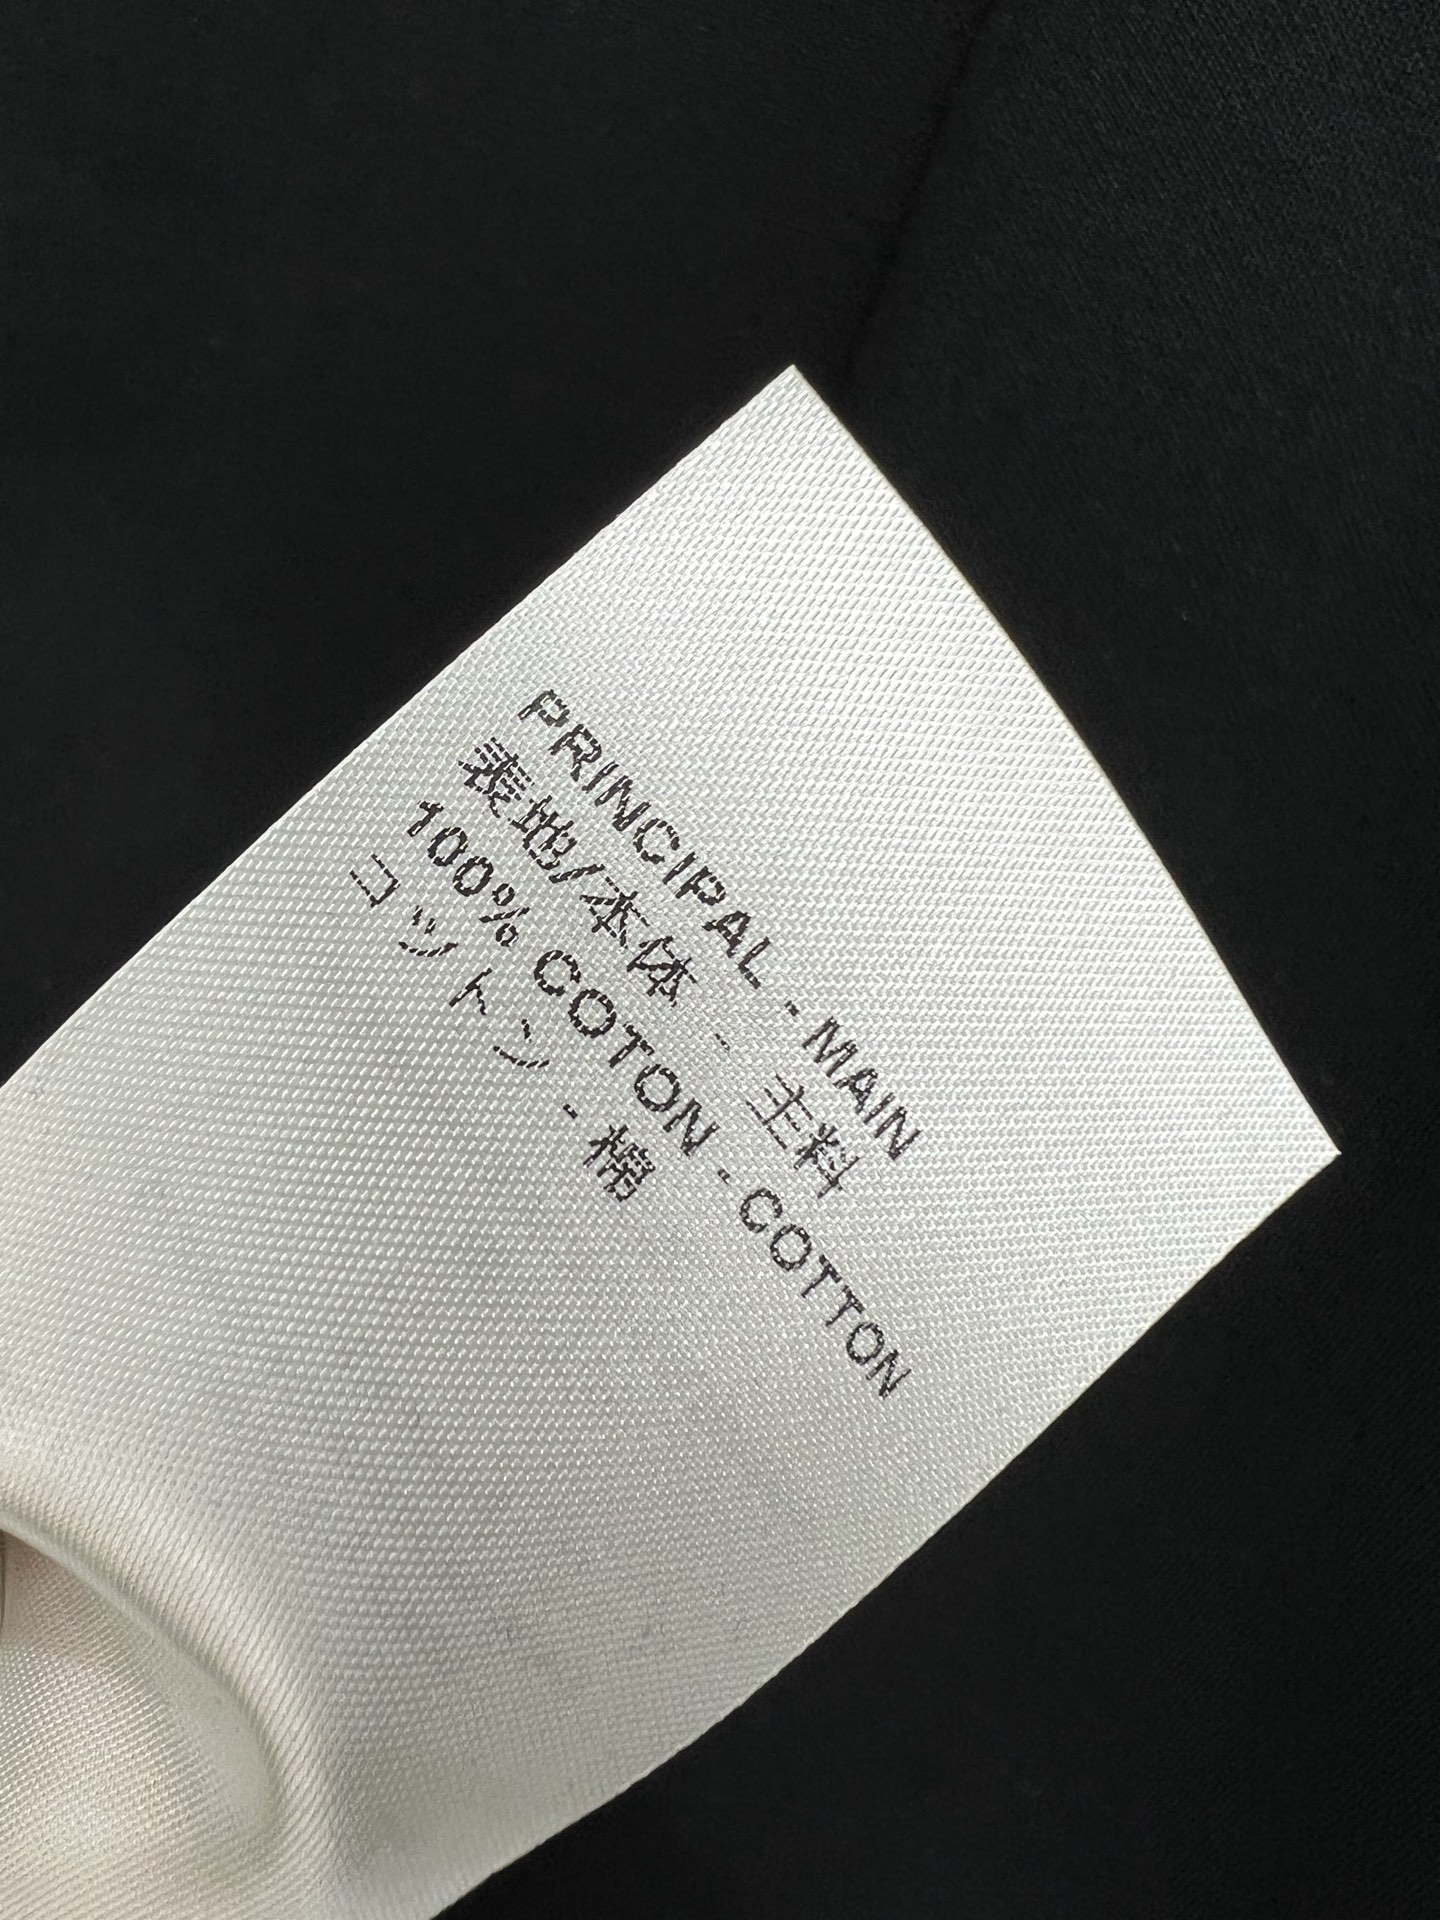 PRINCIPAL - MAIN
表地/本体 - 主料
100% COTON - COTTON
コットン - 棉